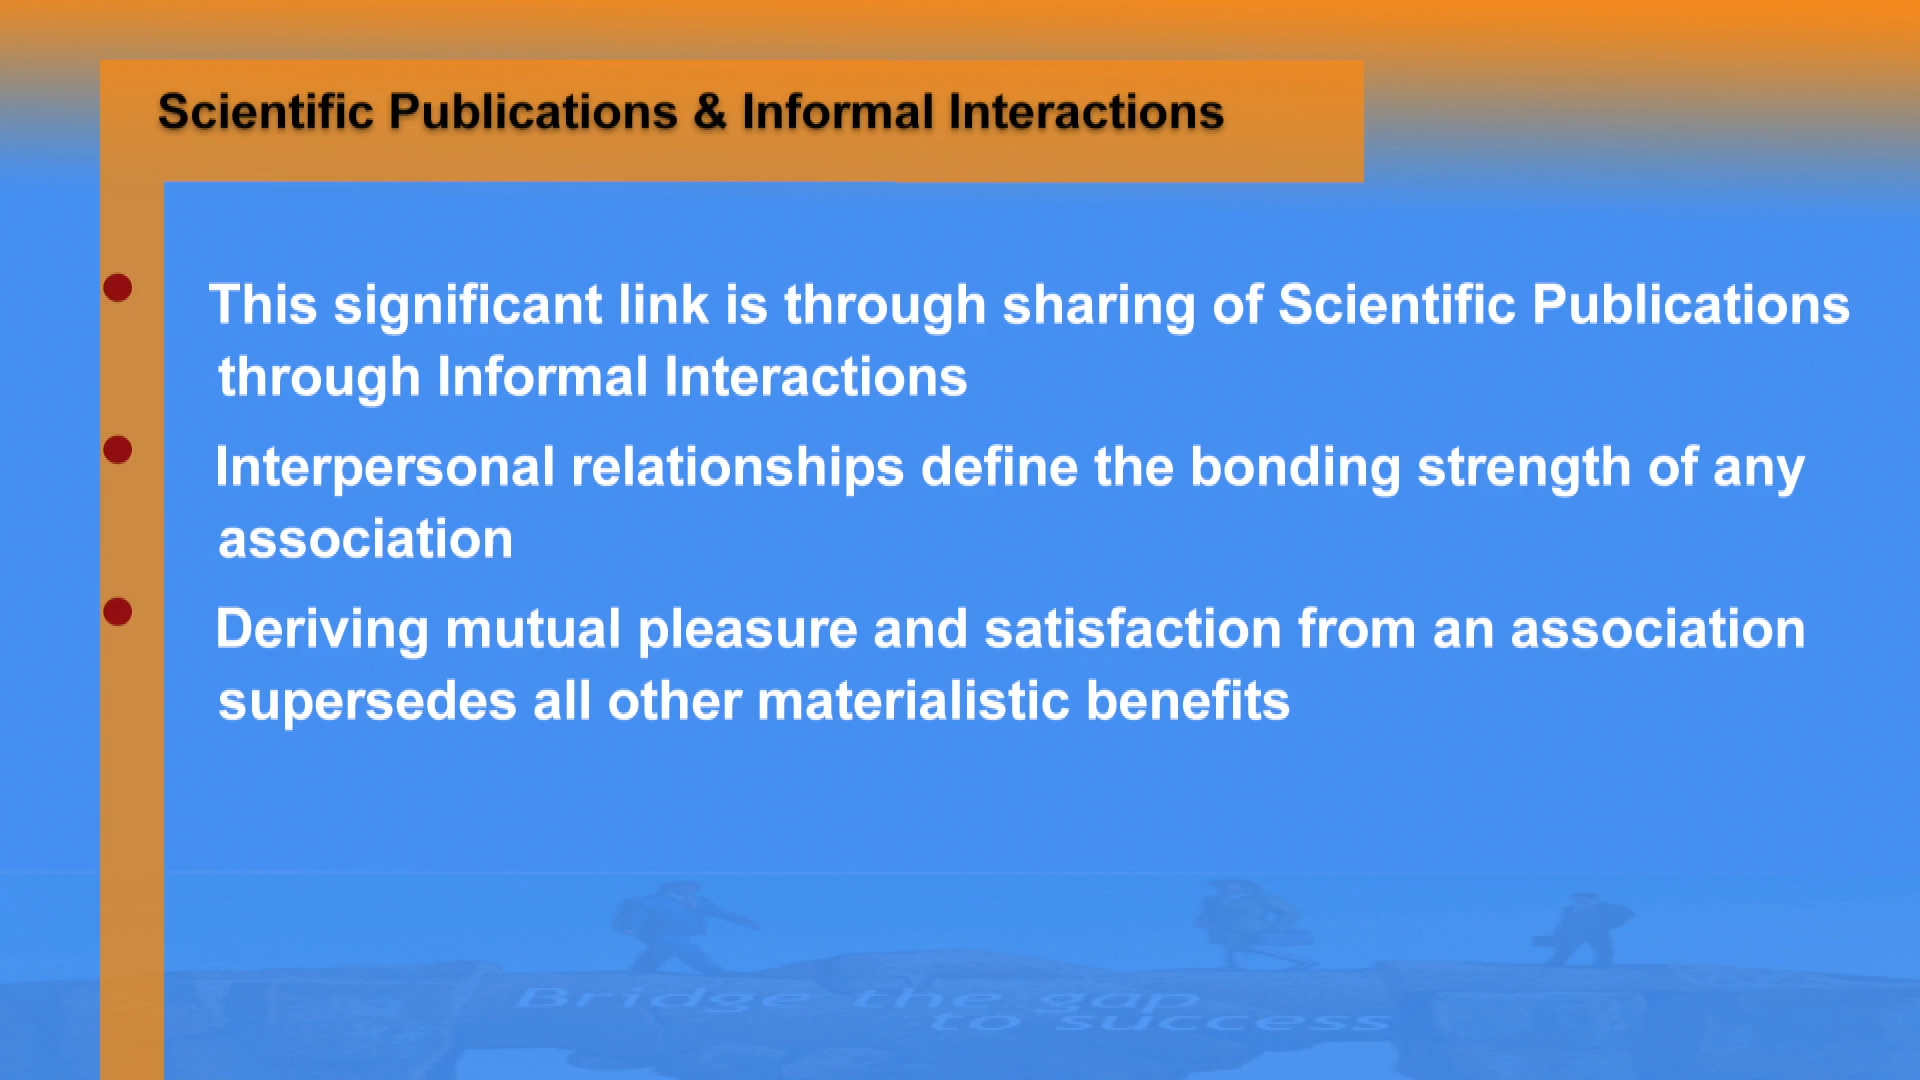 Scientific Publications & Informal Interactions
• This significant link is through sharing of Scientific Publications
through Informal Interactions
• Interpersonal relationships define the bonding strength of any
association
• Deriving mutual pleasure and satisfaction from an association
supersedes all other materialistic benefits
Bridge the gap
to success